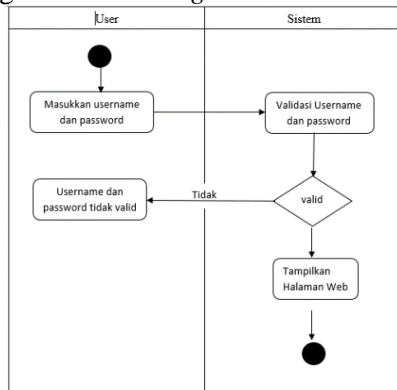 User
Sistem
Masukkan username
dan password
Validasi Username
dan password
Username dan
password tidak valid
Tidak
valid
Tampilkan
Halaman Web